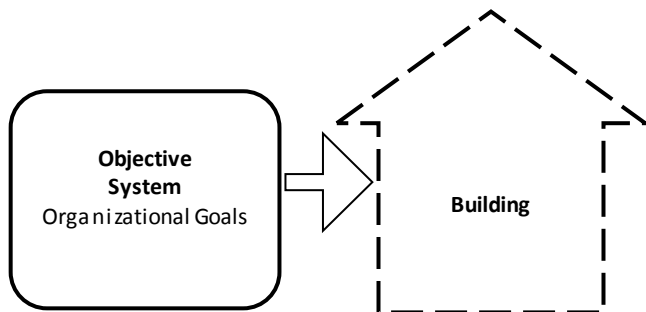 Objective
System
Organizational Goals
Building